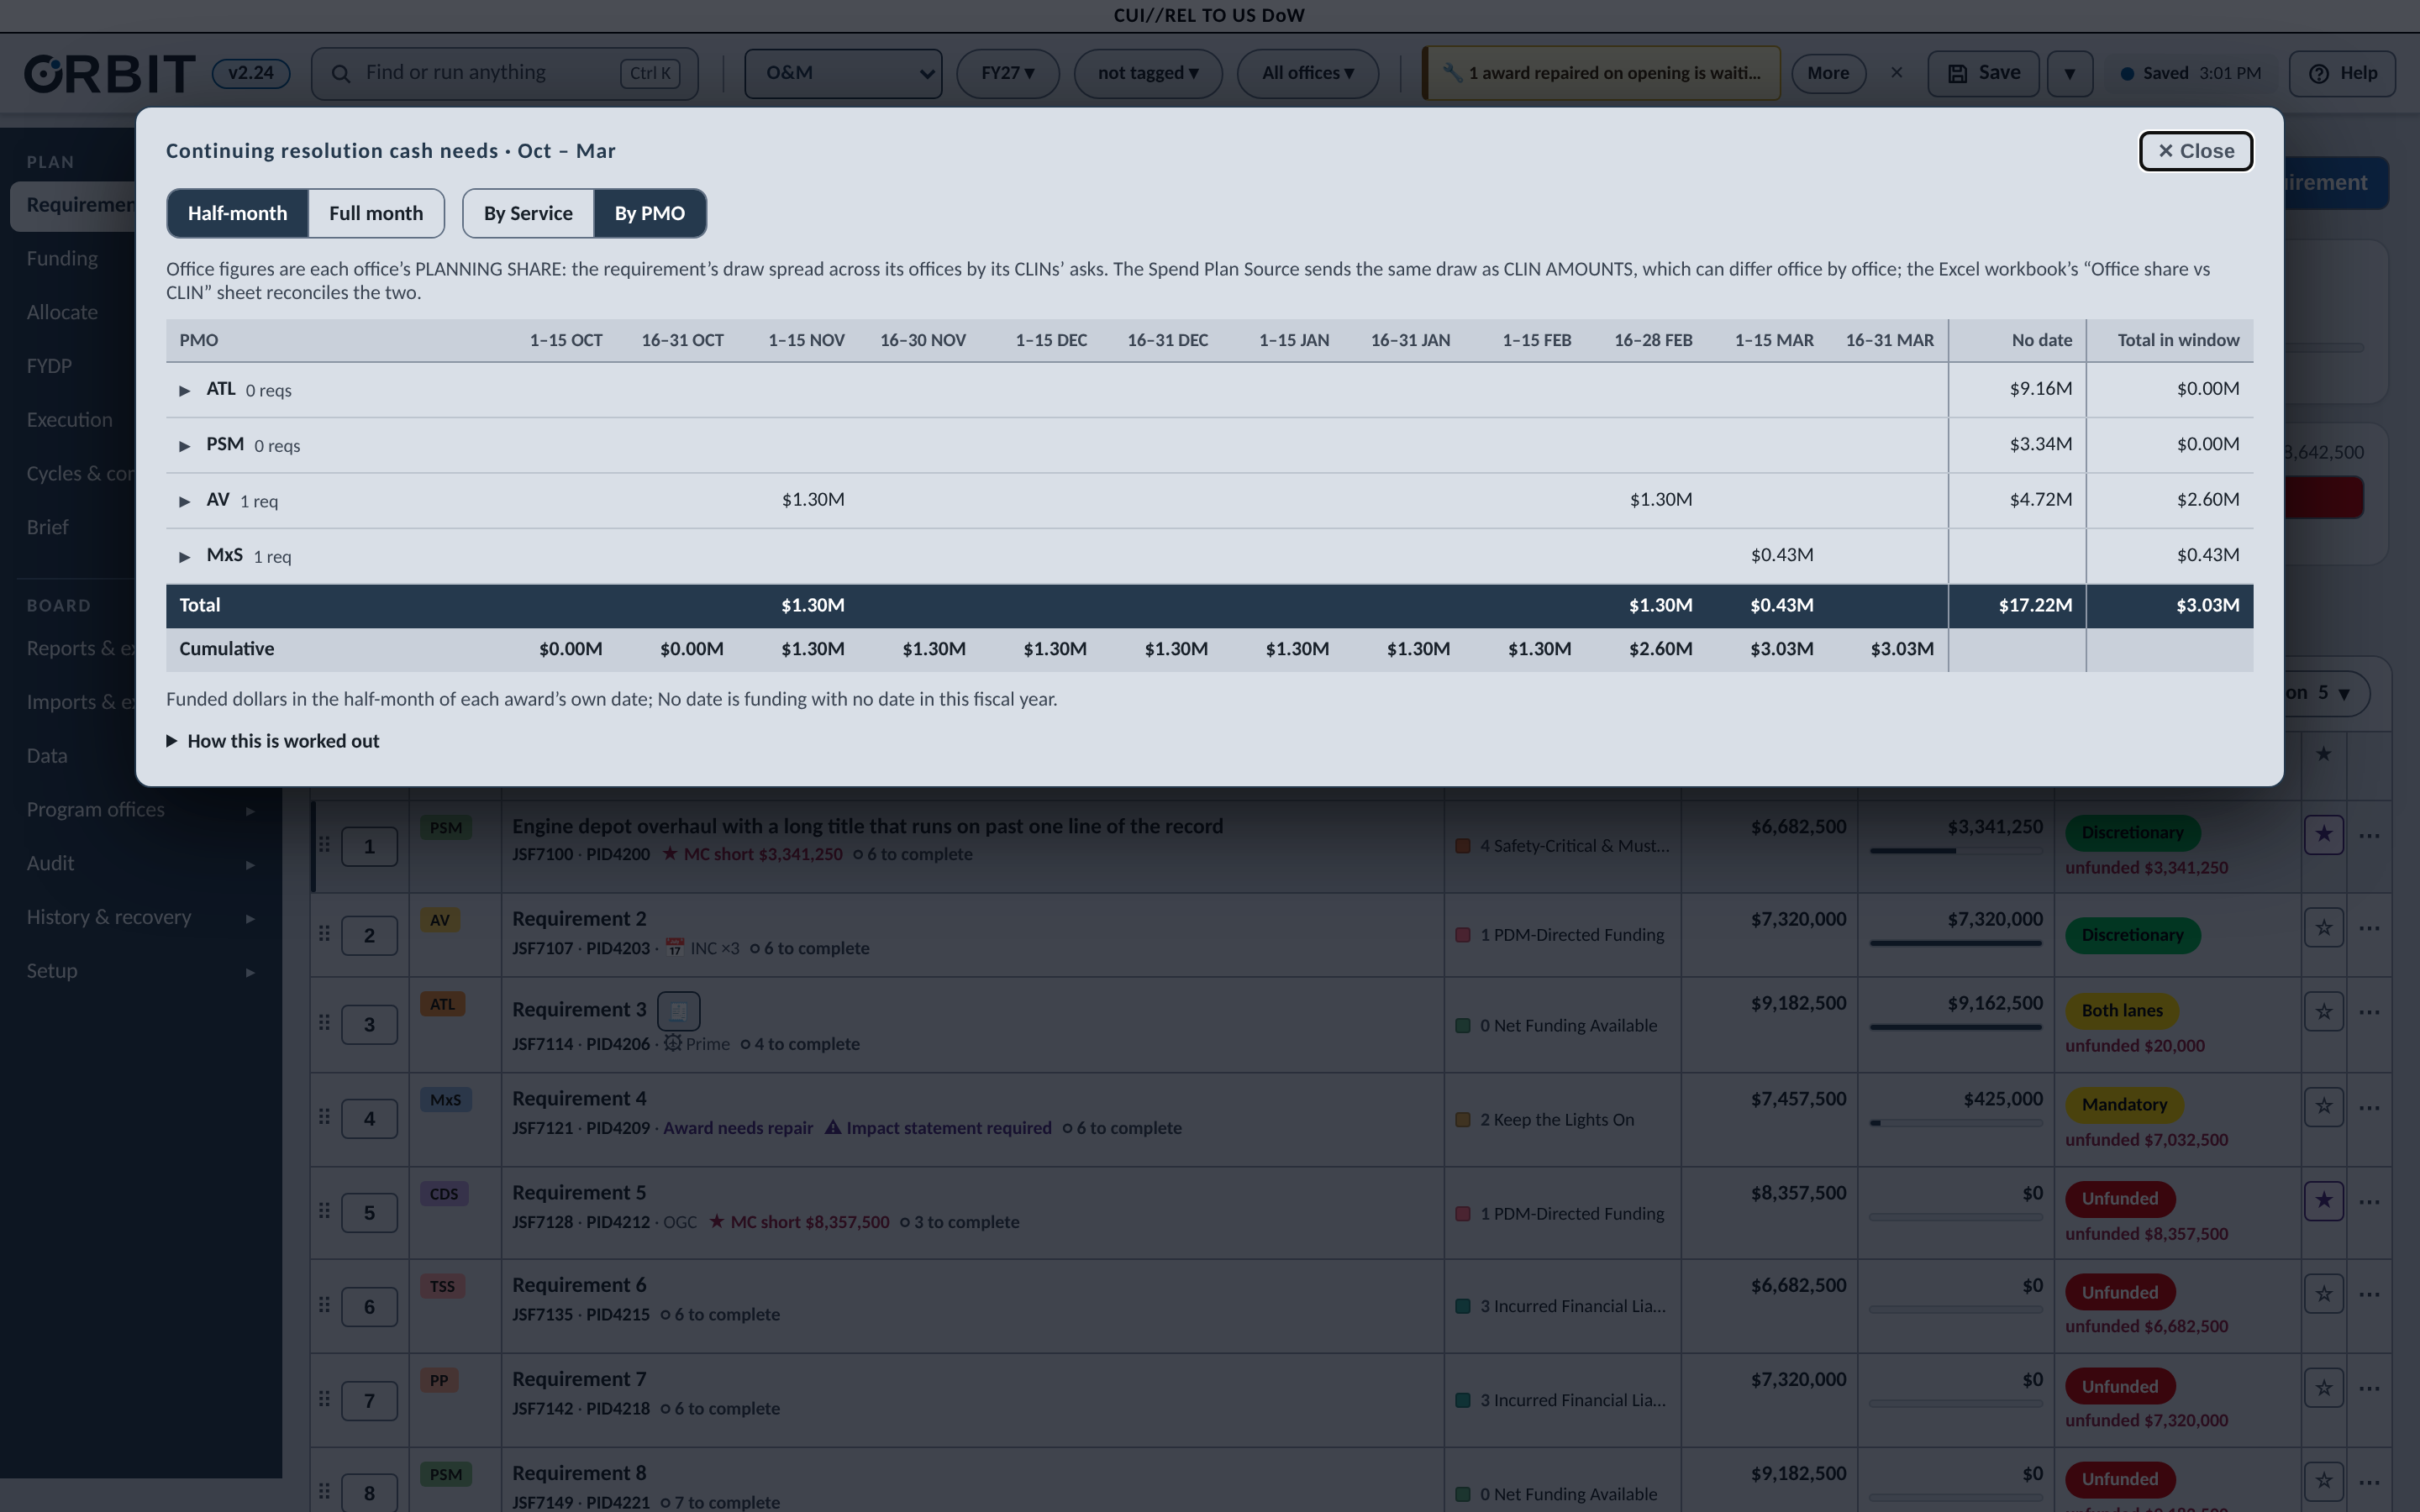 CUI//REL TO US DoW
ORBIT v2.24 Find or run anything Ctrl K O&M FY27 ▾ not tagged ▾ All offices ▾ 🔧 1 award repaired on opening is waiti... More × Save ▾ Saved 3:01 PM Help
Continuing resolution cash needs · Oct – Mar ✕ Close
Half-month Full month By Service By PMO
Office figures are each office’s PLANNING SHARE: the requirement’s draw spread across its offices by its CLINs’ asks. The Spend Plan Source sends the same draw as CLIN AMOUNTS, which can differ office by office; the Excel workbook’s “Office share vs
CLIN” sheet reconciles the two.
PMO 1–15 OCT 16–31 OCT 1–15 NOV 16–30 NOV 1–15 DEC 16–31 DEC 1–15 JAN 16–31 JAN 1–15 FEB 16–28 FEB 1–15 MAR 16–31 MAR No date Total in window
▸ ATL 0 reqs $9.16M $0.00M
▸ PSM 0 reqs $3.34M $0.00M
▸ AV 1 req $1.30M $1.30M $4.72M $2.60M
▸ MxS 1 req $0.43M $0.43M
Total $1.30M $1.30M $0.43M $17.22M $3.03M
Cumulative $0.00M $0.00M $1.30M $1.30M $1.30M $1.30M $1.30M $1.30M $1.30M $2.60M $3.03M $3.03M
Funded dollars in the half-month of each award’s own date; No date is funding with no date in this fiscal year.
▸ How this is worked out
PLAN
Requiremen
Funding
Allocate
FYDP
Execution
Cycles & con
Brief
BOARD
Reports & ex
Imports & ex
Data
Program offices ▸
Audit ▸
History & recovery ▸
Setup ▸
irement
8,642,500
on 5 ▾
★
1 PSM Engine depot overhaul with a long title that runs on past one line of the record 4 Safety-Critical & Must... $6,682,500 $3,341,250 Discretionary ★ ⋯
JSF7100 · PID4200 ★ MC short $3,341,250 6 to complete unfunded $3,341,250
2 AV Requirement 2 1 PDM-Directed Funding $7,320,000 $7,320,000 Discretionary ☆ ⋯
JSF7107 · PID4203 · 📅 INC ×3 6 to complete
3 ATL Requirement 3 0 Net Funding Available $9,182,500 $9,162,500 Both lanes ☆ ⋯
JSF7114 · PID4206 · Prime 4 to complete unfunded $20,000
4 MxS Requirement 4 2 Keep the Lights On $7,457,500 $425,000 Mandatory ☆ ⋯
JSF7121 · PID4209 · Award needs repair ⚠ Impact statement required 6 to complete unfunded $7,032,500
5 CDS Requirement 5 1 PDM-Directed Funding $8,357,500 $0 Unfunded ★ ⋯
JSF7128 · PID4212 · OGC ★ MC short $8,357,500 3 to complete unfunded $8,357,500
6 TSS Requirement 6 3 Incurred Financial Lia... $6,682,500 $0 Unfunded ☆ ⋯
JSF7135 · PID4215 6 to complete unfunded $6,682,500
7 PP Requirement 7 3 Incurred Financial Lia... $7,320,000 $0 Unfunded ☆ ⋯
JSF7142 · PID4218 6 to complete unfunded $7,320,000
8 PSM Requirement 8 0 Net Funding Available $9,182,500 $0 Unfunded ☆ ⋯
JSF7149 · PID4221 7 to complete